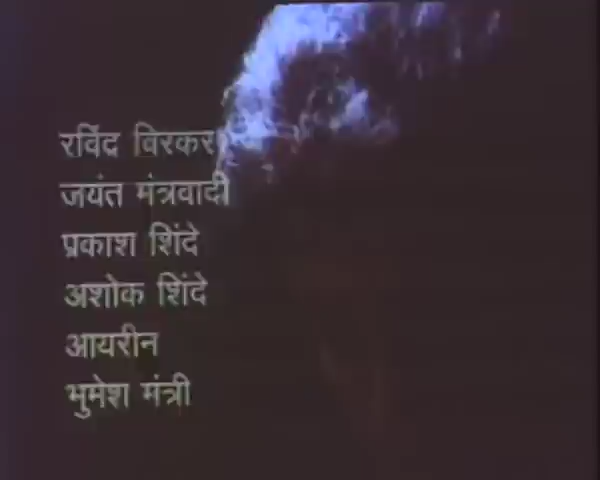 रविंद्र विरकर
जयंत मंत्रवादी
प्रकाश शिंदे
अशोक शिंदे
आयरीन
भुमेश मंत्री